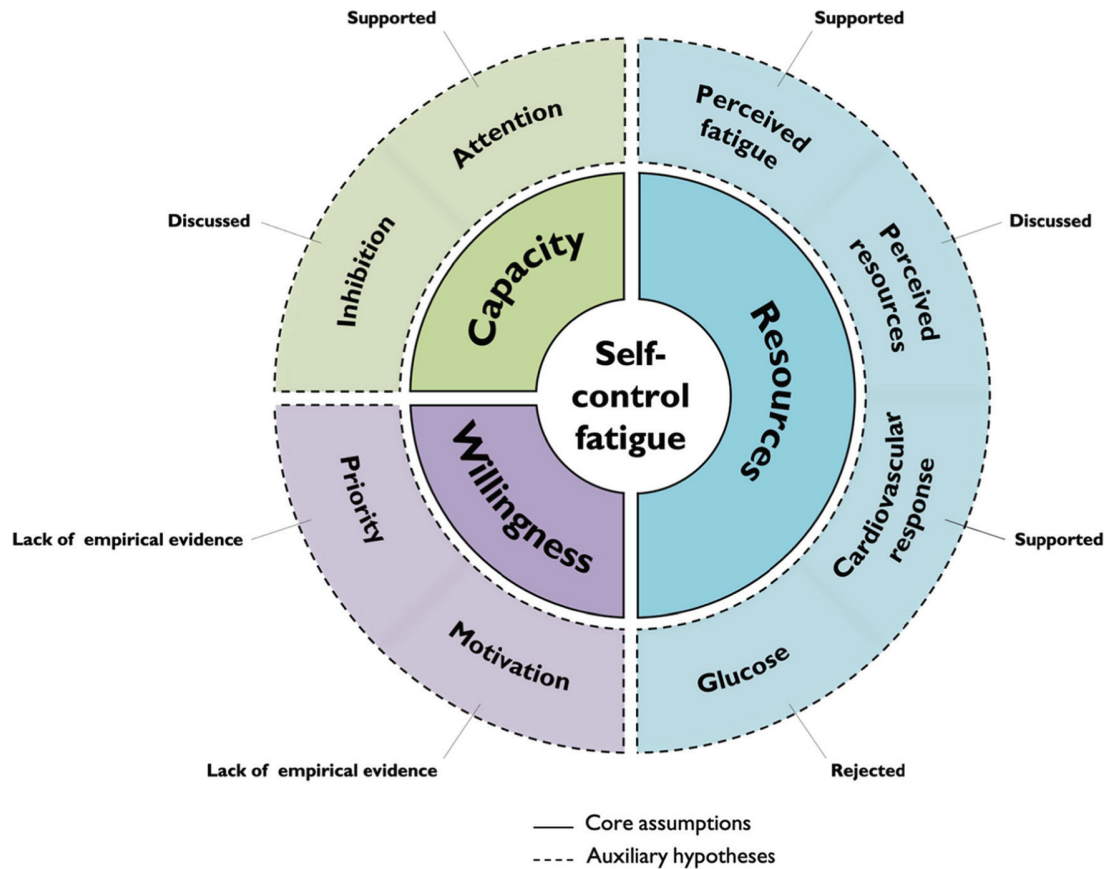 Supported
Supported
Attention
Perceived
fatigue
Discussed
Inhibition
Capacity
Resources
Perceived
resources
Discussed
Self-
control
fatigue
Lack of empirical evidence
Priority
Willingness
Cardiovascular
response
Supported
Motivation
Glucose
Lack of empirical evidence
Rejected
Core assumptions
Auxiliary hypotheses